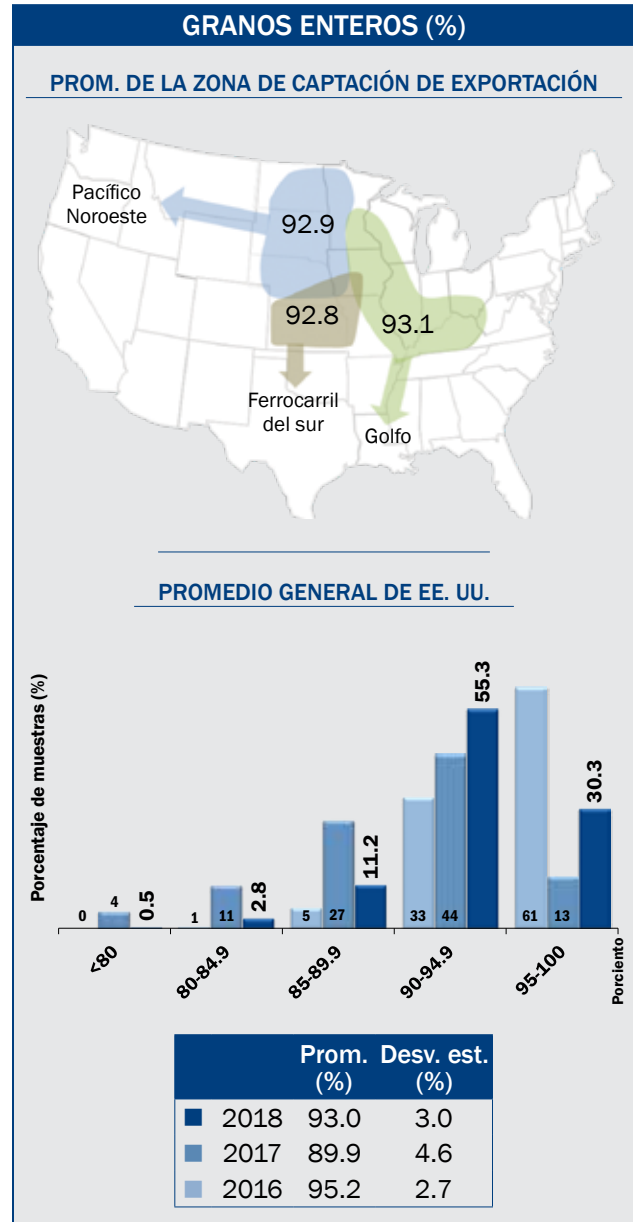 GRANOS ENTEROS (%)
PROM. DE LA ZONA DE CAPTACIÓN DE EXPORTACIÓN
Pacífico
Noroeste
92.9
92.8
93.1
Ferrocarril
del sur
Golfo
PROMEDIO GENERAL DE EE. UU.
Porcentaje de muestras (%)
0 4 0.5
1 11 2.8
5 27 11.2
33 44 55.3
61 13 30.3
<80 80-84.9 85-89.9 90-94.9 95-100
Porciento
Prom. Desv. est.
(%) (%)
2018 93.0 3.0
2017 89.9 4.6
2016 95.2 2.7